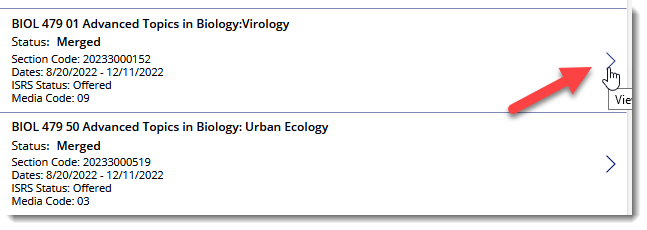 BIOL 479 01 Advanced Topics in Biology:Virology
Status: Merged
Section Code: 20233000152
Dates: 8/20/2022 - 12/11/2022
ISRS Status: Offered
Media Code: 09
BIOL 479 50 Advanced Topics in Biology: Urban Ecology
Status: Merged
Section Code: 20233000519
Dates: 8/20/2022 - 12/11/2022
ISRS Status: Offered
Media Code: 03